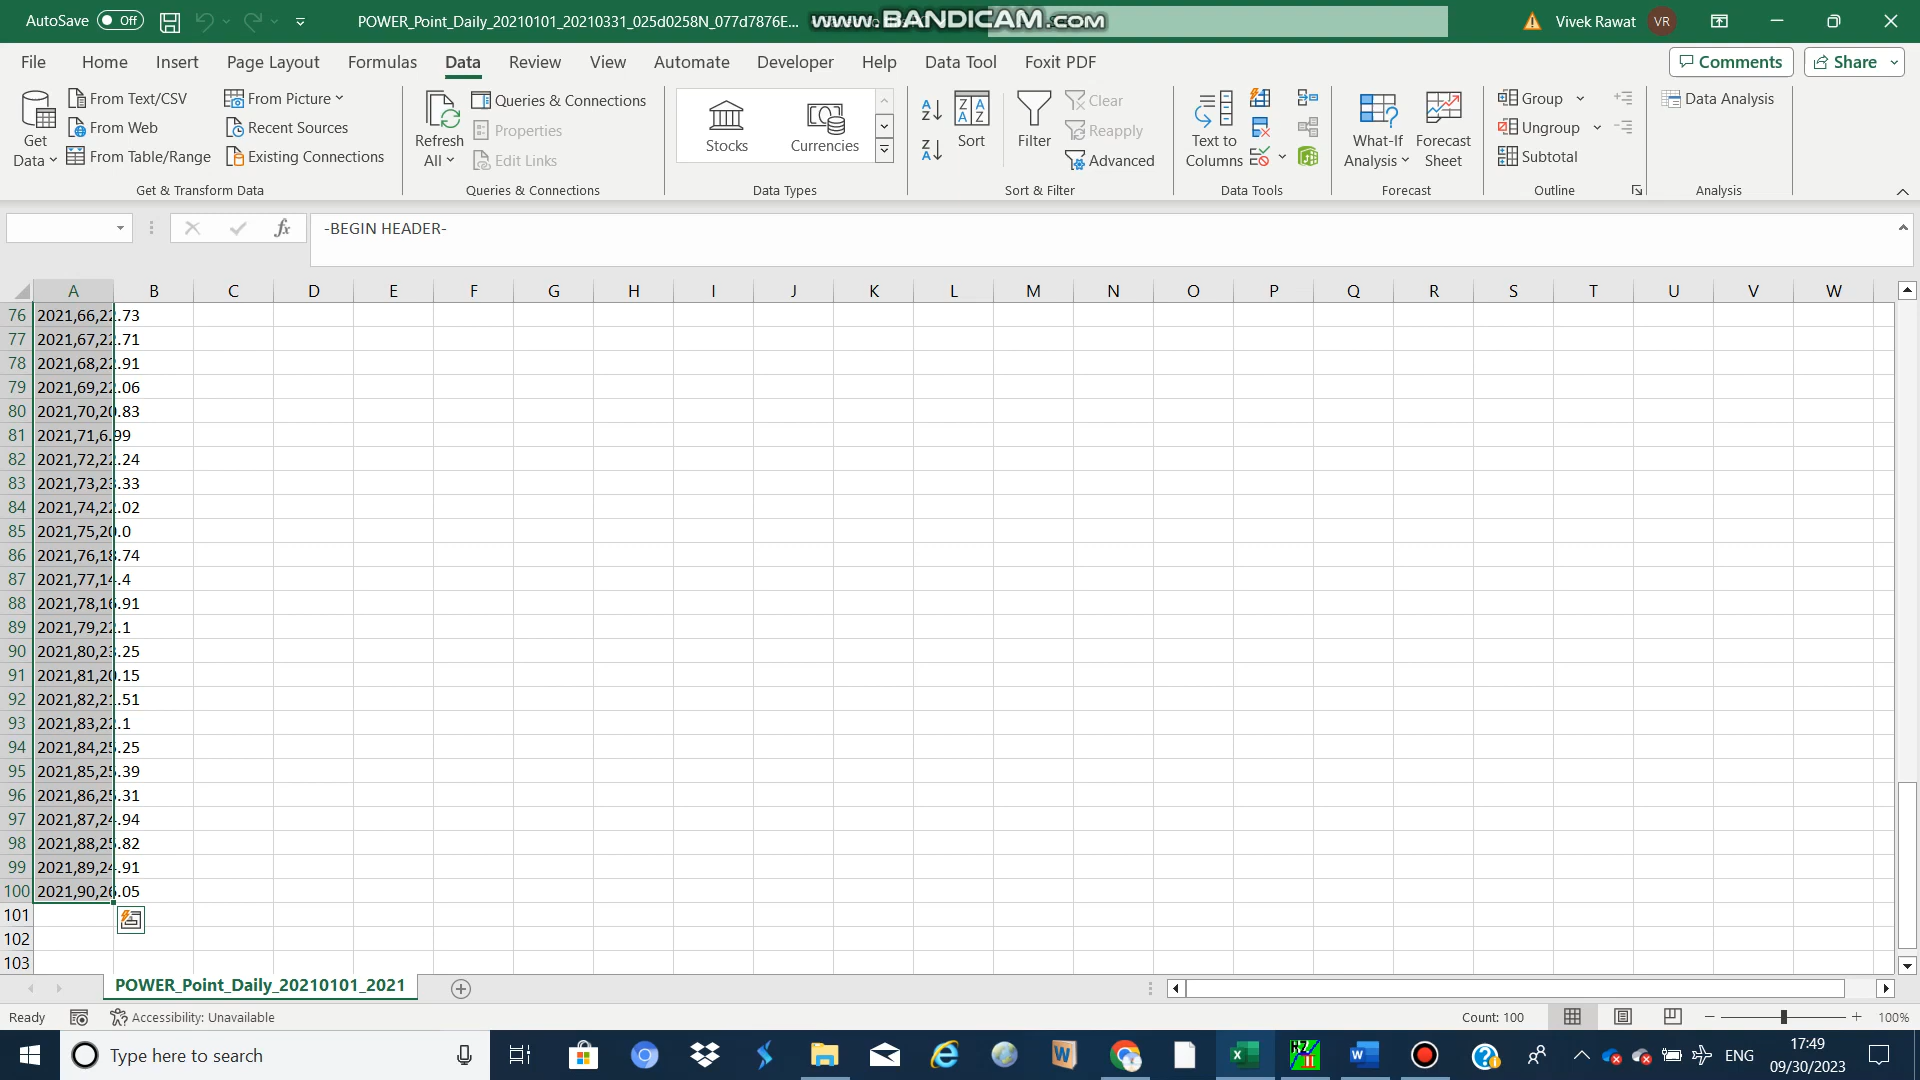 AutoSave Off POWER_Point_Daily_20210101_20210331_025d0258N_077d7876E... www.BANDICAM.com Vivek Rawat VR
File Home Insert Page Layout Formulas Data Review View Automate Developer Help Data Tool Foxit PDF Comments Share
Get Data
From Text/CSV
From Web
From Table/Range
From Picture
Recent Sources
Existing Connections
Get & Transform Data
Refresh All
Queries & Connections
Properties
Edit Links
Queries & Connections
Stocks
Currencies
Data Types
Sort
Filter
Clear
Reapply
Advanced
Sort & Filter
Text to Columns
Data Tools
What-If Analysis
Forecast Sheet
Forecast
Group
Ungroup
Subtotal
Outline
Data Analysis
Analysis
fx -BEGIN HEADER-
A B C D E F G H I J K L M N O P Q R S T U V W
76 2021,66,22.73
77 2021,67,22.71
78 2021,68,22.91
79 2021,69,22.06
80 2021,70,20.83
81 2021,71,6.99
82 2021,72,22.24
83 2021,73,23.33
84 2021,74,22.02
85 2021,75,20.0
86 2021,76,18.74
87 2021,77,14.4
88 2021,78,16.91
89 2021,79,22.1
90 2021,80,23.25
91 2021,81,20.15
92 2021,82,21.51
93 2021,83,22.1
94 2021,84,25.25
95 2021,85,25.39
96 2021,86,25.31
97 2021,87,24.94
98 2021,88,25.82
99 2021,89,24.91
100 2021,90,26.05
101
102
103
POWER_Point_Daily_20210101_2021
Ready Accessibility: Unavailable Count: 100 100%
Type here to search ENG 17:49
09/30/2023